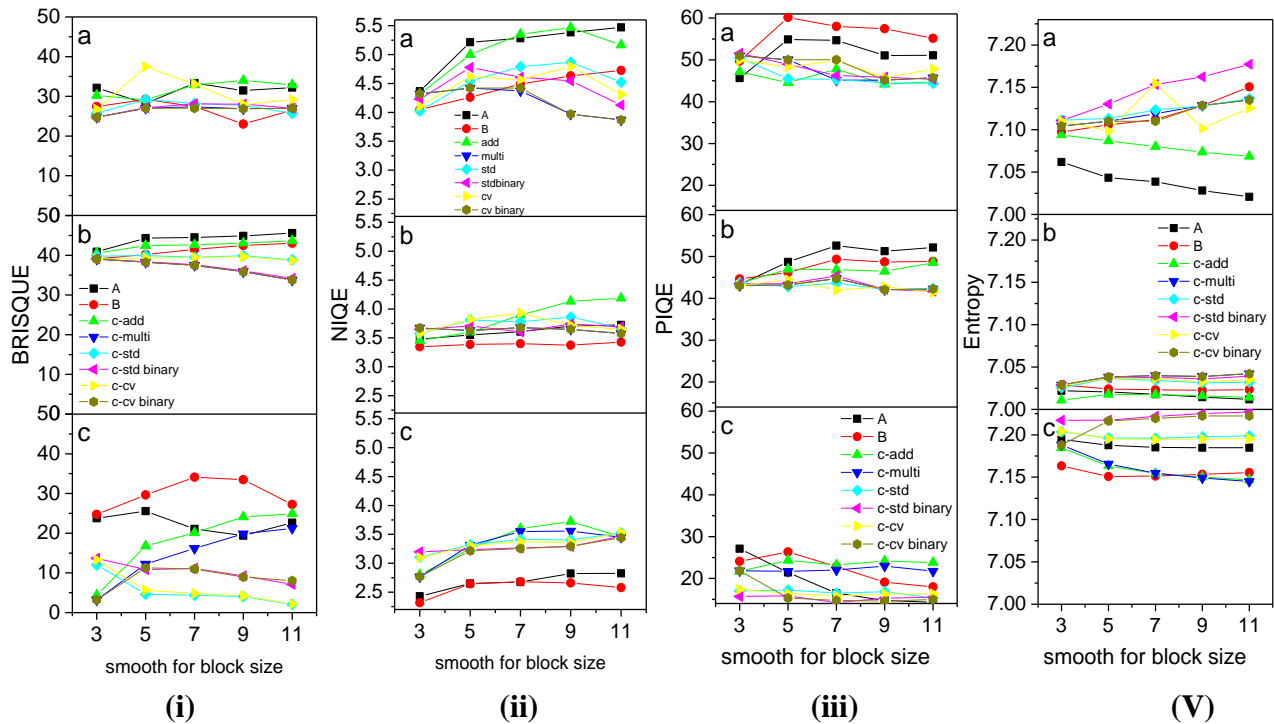 BRISQUE
50
40
30
20
10
0
a
50
40
30
20
10
0
b
A
B
c-add
c-multi
c-std
c-std binary
c-cv
c-cv binary
50
40
30
20
10
0
c
3 5 7 9 11
smooth for block size
(i)
NIQE
5.5
5.0
4.5
4.0
3.5
3.0
2.5
a
A
B
add
multi
std
stdbinary
cv
cv binary
5.5
5.0
4.5
4.0
3.5
3.0
2.5
b
5.5
5.0
4.5
4.0
3.5
3.0
2.5
c
3 5 7 9 11
smooth for block size
(ii)
PIQE
60
50
40
30
20
a
60
50
40
30
20
b
60
50
40
30
20
c
A
B
c-add
c-multi
c-std
c-std binary
c-cv
c-cv binary
3 5 7 9 11
smooth for block size
(iii)
Entropy
7.20
7.15
7.10
7.05
7.00
a
7.20
7.15
7.10
7.05
7.00
b
A
B
c-add
c-multi
c-std
c-std binary
c-cv
c-cv binary
7.20
7.15
7.10
7.05
7.00
c
3 5 7 9 11
smooth for block size
(V)